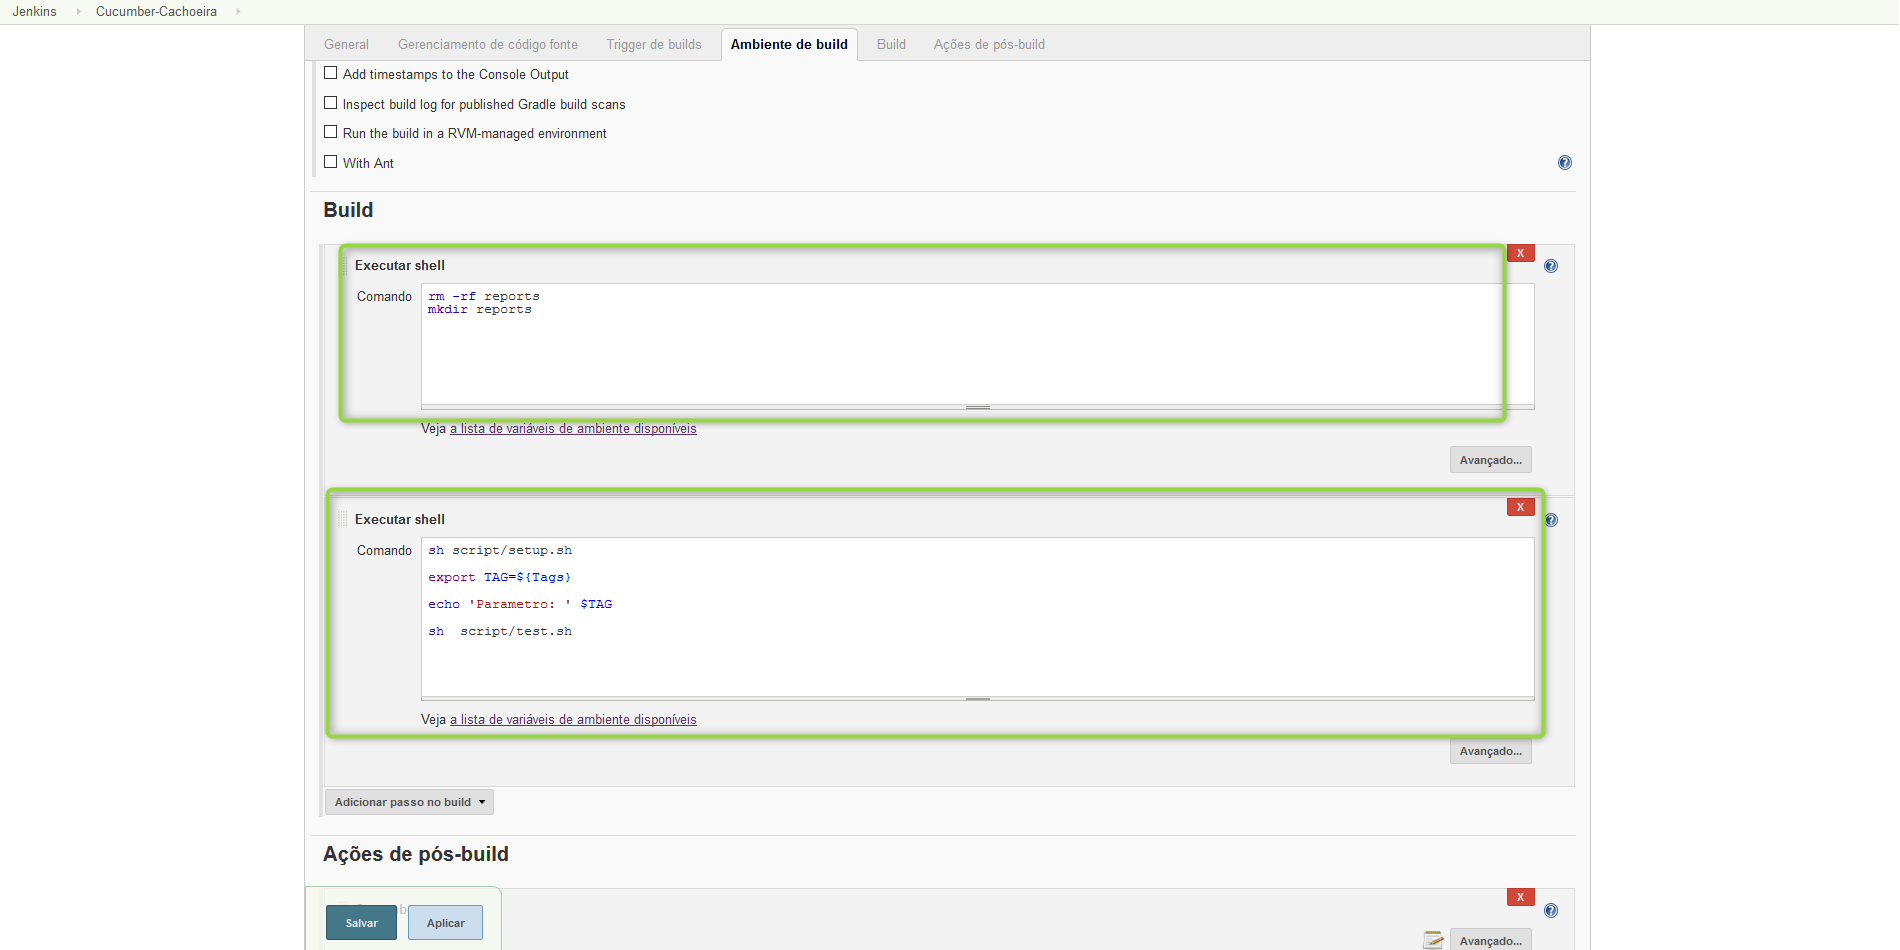 Jenkins Cucumber-Cachoeira
General Gerenciamento de código fonte Trigger de builds Ambiente de build Build Ações de pós-build
Add timestamps to the Console Output
Inspect build log for published Gradle build scans
Run the build in a RVM-managed environment
With Ant
Build
X
Executar shell
Comando
rm -rf reports
mkdir reports
Veja a lista de variáveis de ambiente disponíveis
Avançado...
X
Executar shell
Comando
sh script/setup.sh
export TAG=${Tags}
echo 'Parametro: ' $TAG
sh  script/test.sh
Veja a lista de variáveis de ambiente disponíveis
Avançado...
Adicionar passo no build
Ações de pós-build
X
Salvar Aplicar
Avançado...